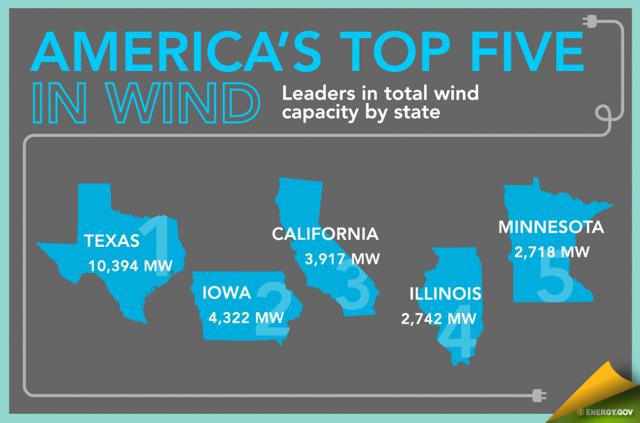 AMERICA'S TOP FIVE
IN WIND
Leaders in total wind
capacity by state
1
TEXAS
10,394 MW
2
IOWA
4,322 MW
3
CALIFORNIA
3,917 MW
4
ILLINOIS
2,742 MW
5
MINNESOTA
2,718 MW
ENERGY.GOV